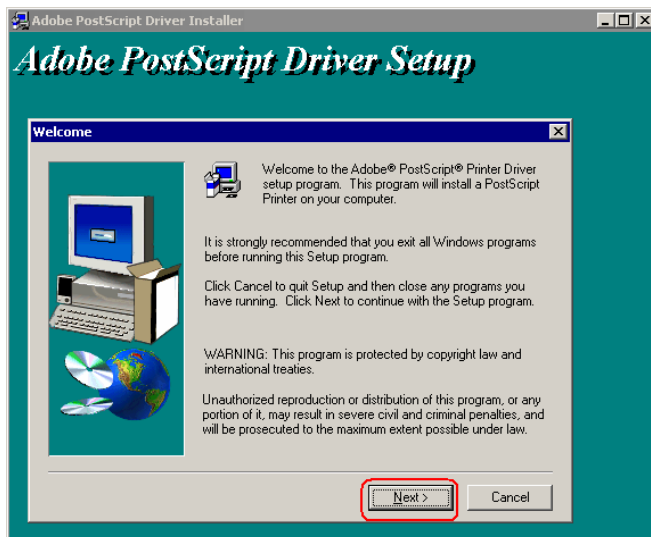 Adobe PostScript Driver Installer
Adobe PostScript Driver Setup
Welcome
Welcome to the Adobe® PostScript® Printer Driver
setup program. This program will install a PostScript
Printer on your computer.
It is strongly recommended that you exit all Windows programs
before running this Setup program.
Click Cancel to quit Setup and then close any programs you
have running. Click Next to continue with the Setup program.
WARNING: This program is protected by copyright law and
international treaties.
Unauthorized reproduction or distribution of this program, or any
portion of it, may result in severe civil and criminal penalties, and
will be prosecuted to the maximum extent possible under law.
Next > Cancel